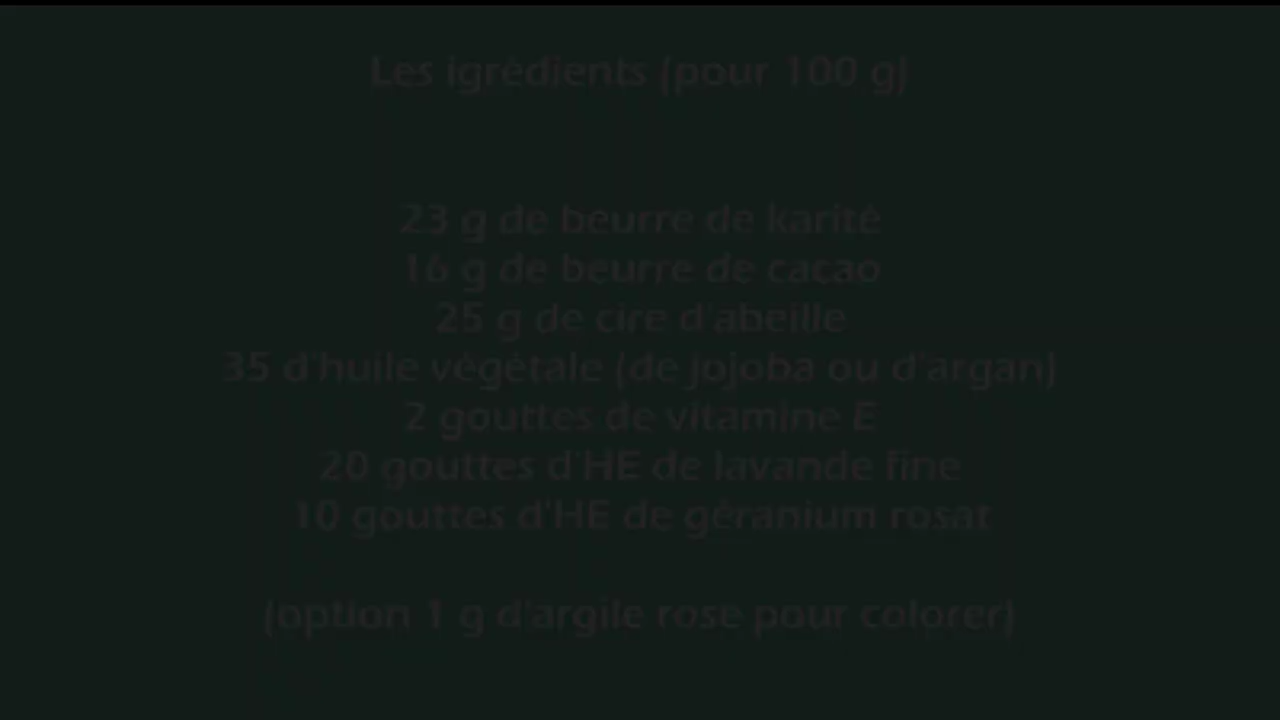 Les igrédients (pour 100 g)
23 g de beurre de karité
16 g de beurre de cacao
25 g de cire d'abeille
35 d'huile végétale (de Jojoba ou d'argan)
2 gouttes de vitamine E
20 gouttes d'HE de lavande fine
10 gouttes d'HE de géranium rosat
(option 1 g d'argile rose pour colorer)